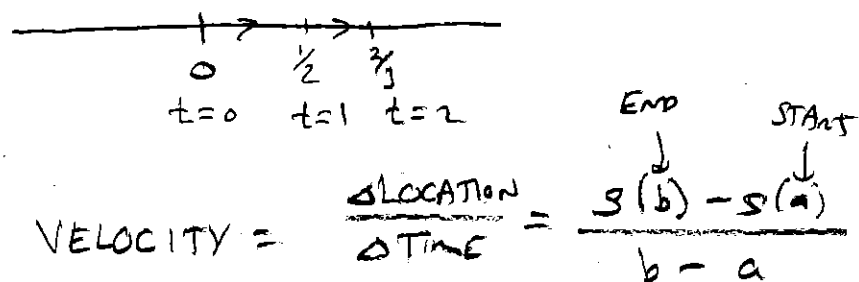 0 1/2 2/3
t=0 t=1 t=2
END START
VELOCITY = ΔLOCATION / ΔTIME = s(b) - s(a) / b - a